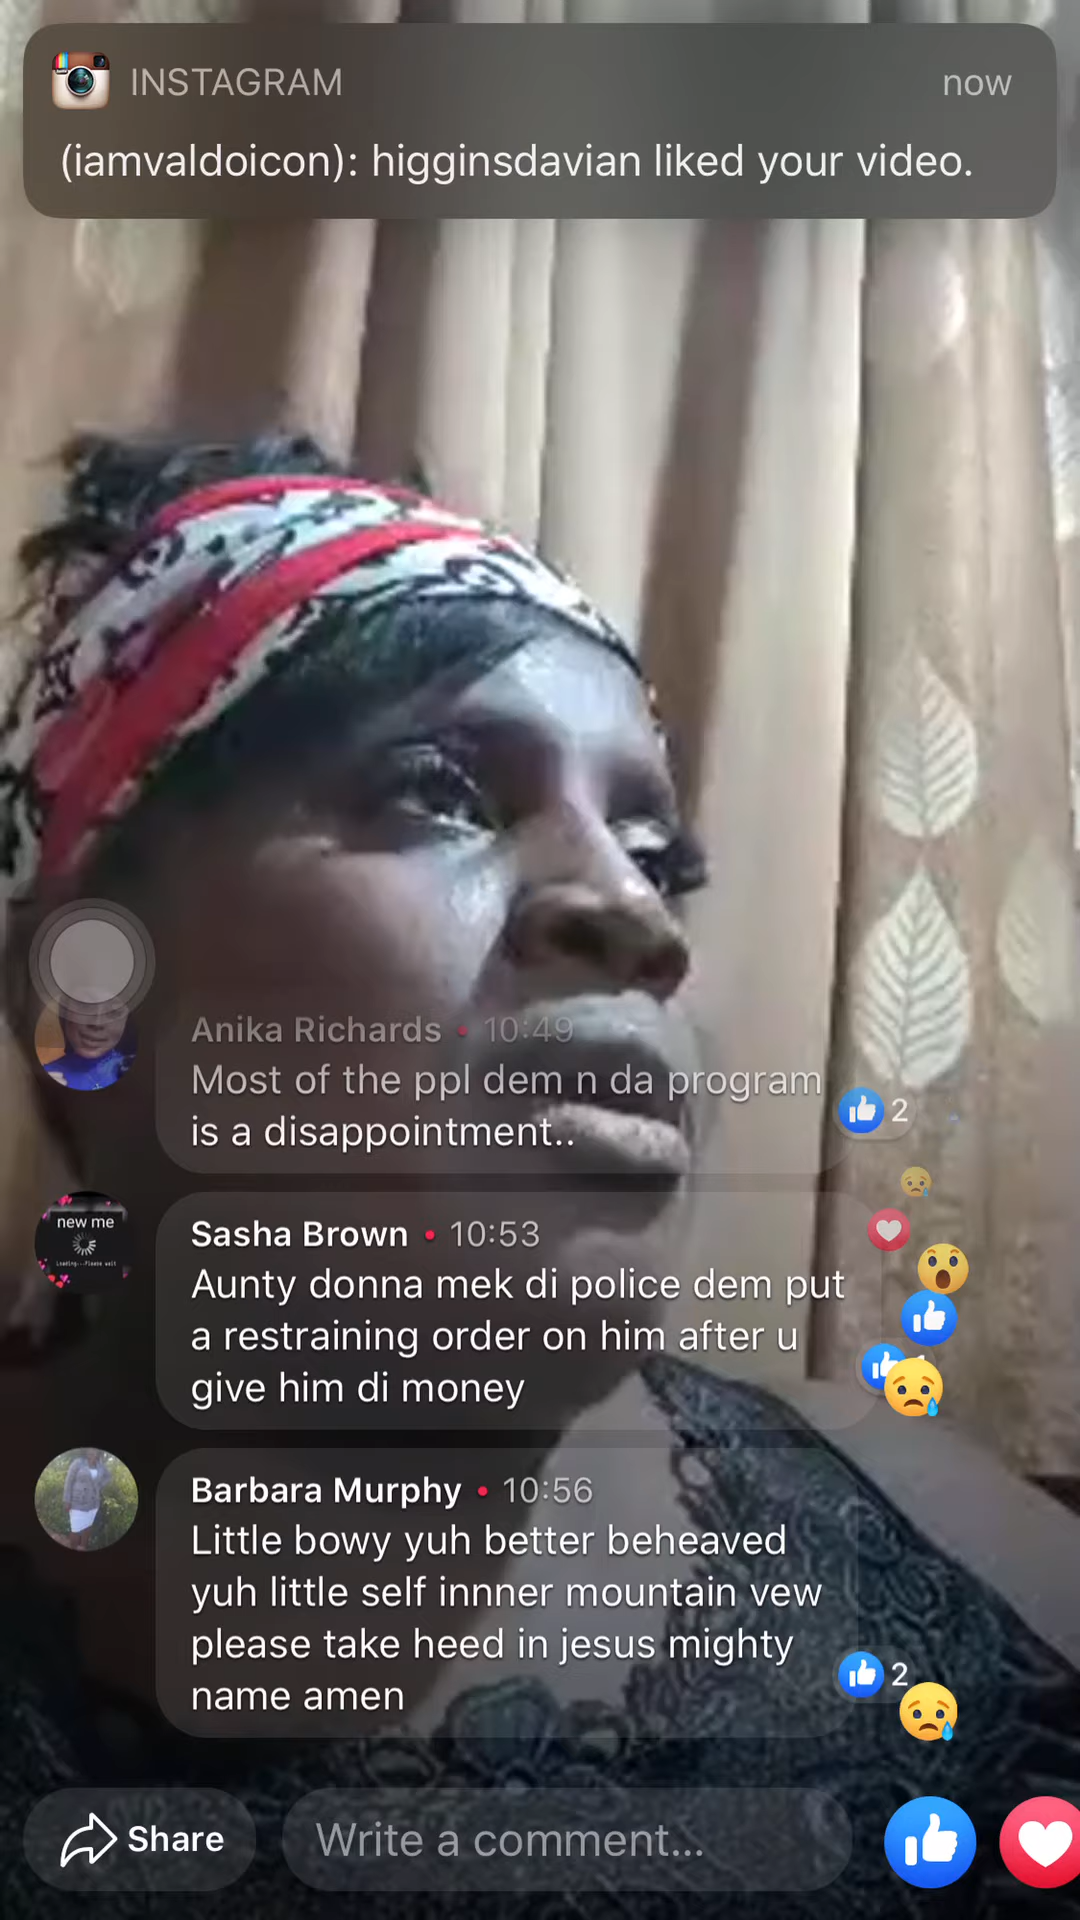 INSTAGRAM
now
(iamvaldoicon): higginsdavian liked your video.
Anika Richards • 10:49
Most of the ppl dem n da program
is a disappointment..
2
new me
Loading...Please wait
Sasha Brown • 10:53
Aunty donna mek di police dem put
a restraining order on him after u
give him di money
Barbara Murphy • 10:56
Little bowy yuh better beheaved
yuh little self innner mountain vew
please take heed in jesus mighty
name amen
2
Share
Write a comment...